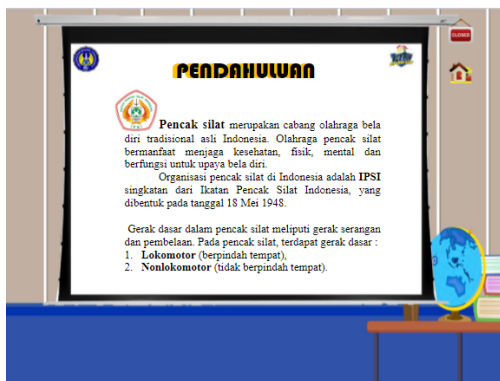 CLOSED
PENDAHULUAN
Pencak silat merupakan cabang olahraga bela
diri tradisional asli Indonesia. Olahraga pencak silat
bermanfaat menjaga kesehatan, fisik, mental dan
berfungsi untuk upaya bela diri.
Organisasi pencak silat di Indonesia adalah IPSI
singkatan dari Ikatan Pencak Silat Indonesia, yang
dibentuk pada tanggal 18 Mei 1948.
Gerak dasar dalam pencak silat meliputi gerak serangan
dan pembelaan. Pada pencak silat, terdapat gerak dasar :
1. Lokomotor (berpindah tempat),
2. Nonlokomotor (tidak berpindah tempat).